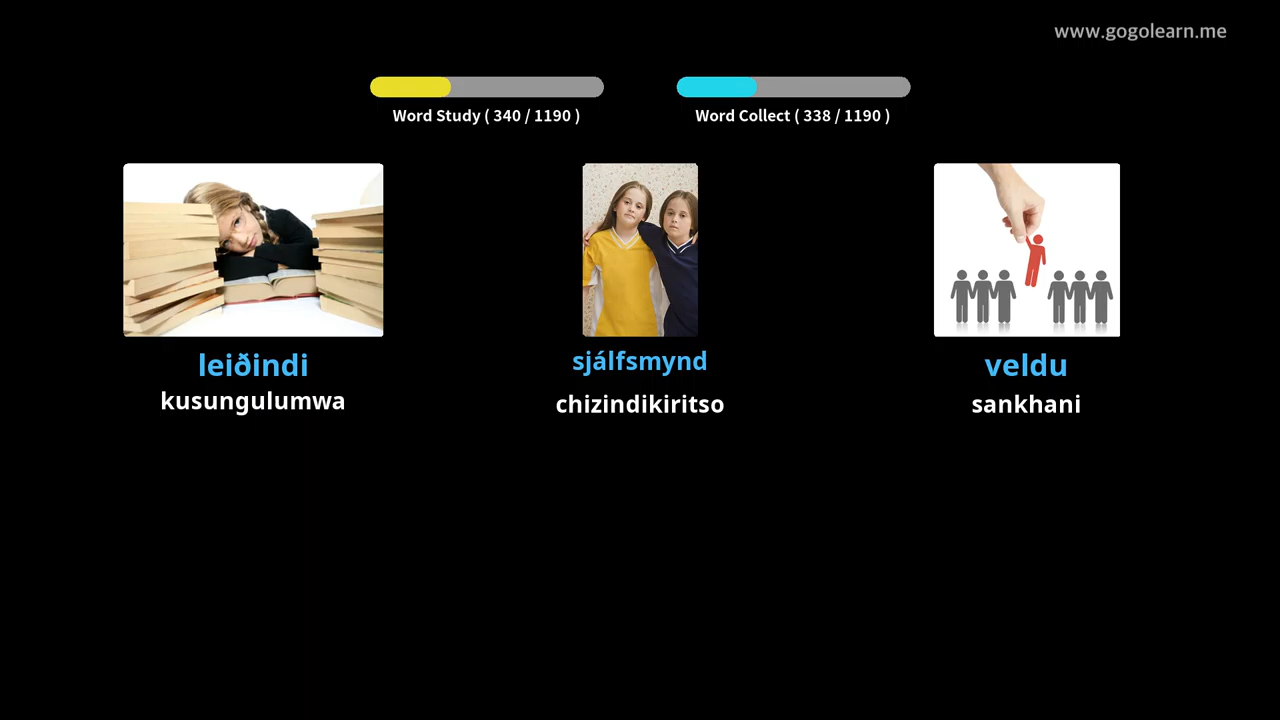 www.gogolearn.me
Word Study ( 340 / 1190 )
Word Collect ( 338 / 1190 )
leiðindi
kusungulumwa
sjálfsmynd
chizindikiritso
veldu
sankhani